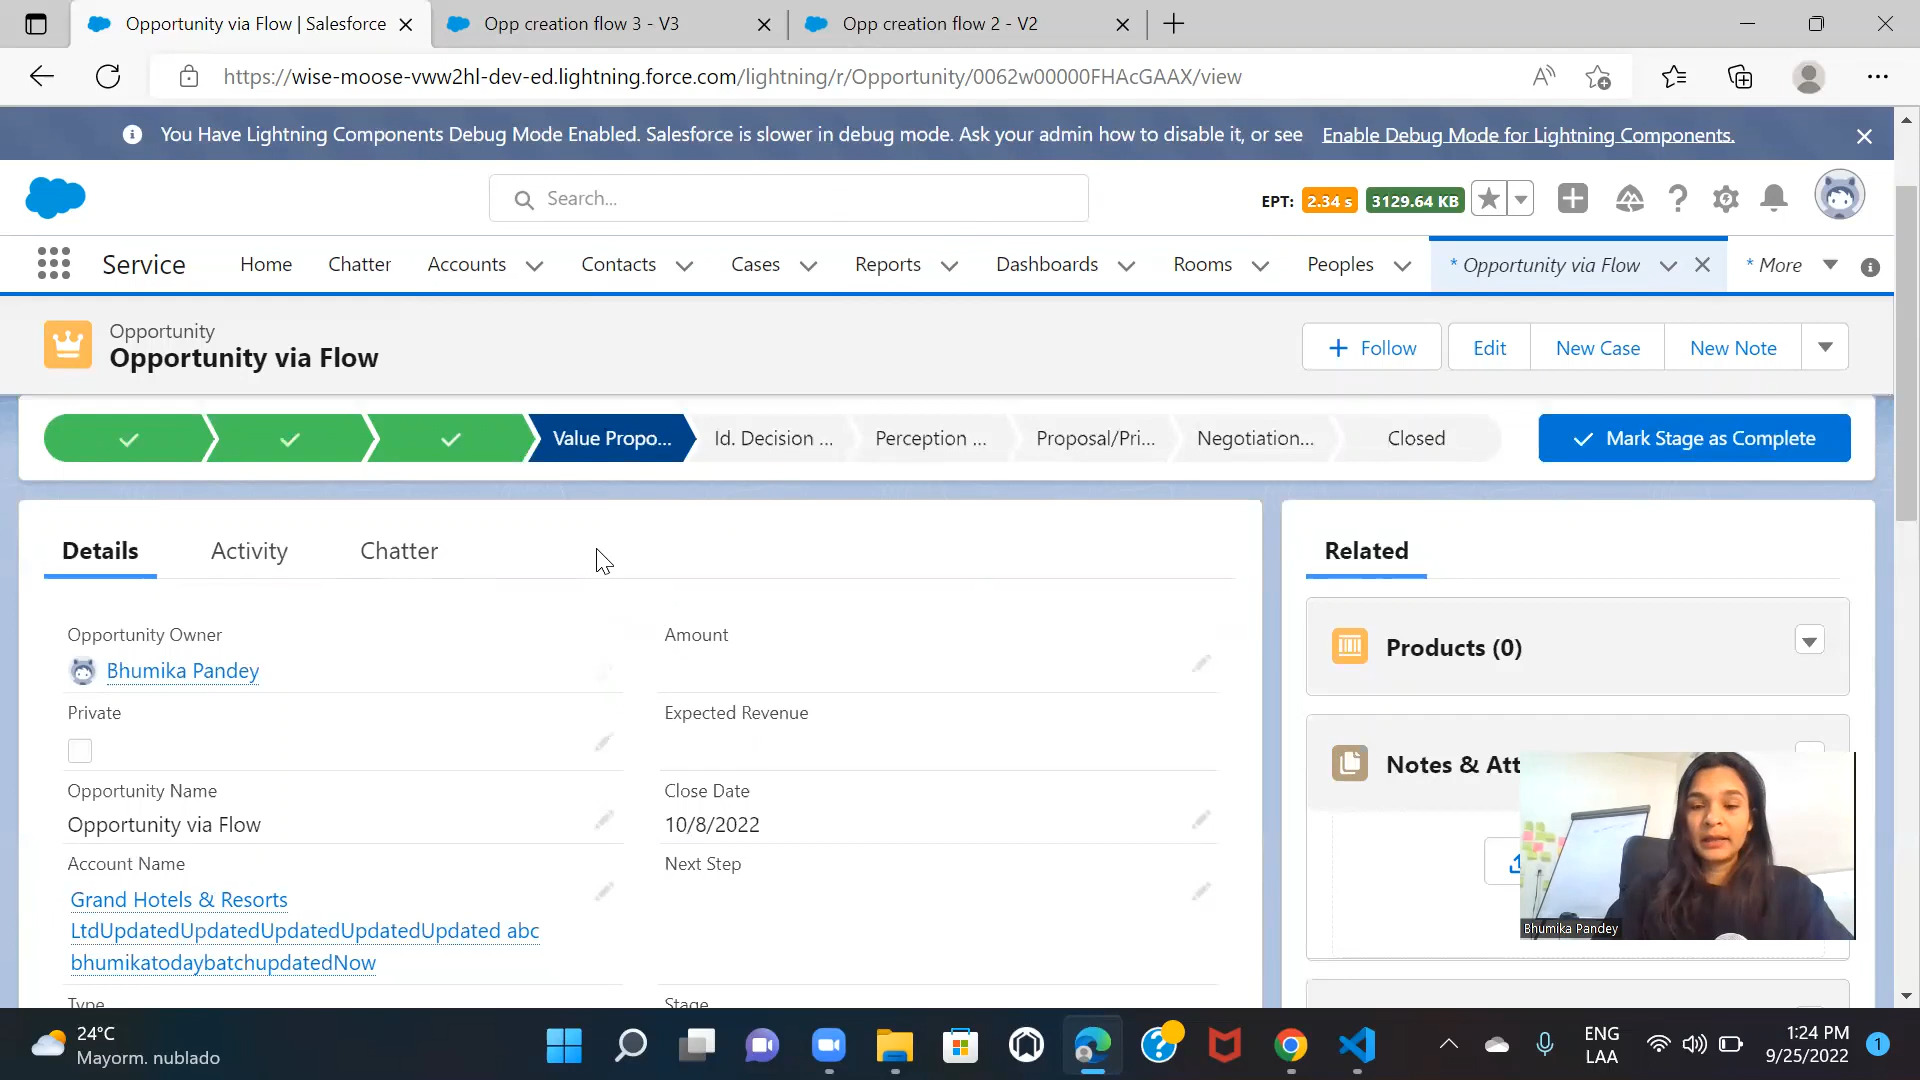 Opportunity via Flow | Salesforce
Opp creation flow 3 - V3
Opp creation flow 2 - V2
https://wise-moose-vww2hl-dev-ed.lightning.force.com/lightning/r/Opportunity/0062w00000FHAcGAAX/view
You Have Lightning Components Debug Mode Enabled. Salesforce is slower in debug mode. Ask your admin how to disable it, or see Enable Debug Mode for Lightning Components.
Search...
EPT: 2.34 s 3129.64 KB
Service Home Chatter Accounts Contacts Cases Reports Dashboards Rooms Peoples * Opportunity via Flow * More
Opportunity
Opportunity via Flow
Follow Edit New Case New Note
Value Propo... Id. Decision ... Perception ... Proposal/Pri... Negotiation... Closed Mark Stage as Complete
Details Activity Chatter
Related
Opportunity Owner
Bhumika Pandey
Amount
Private
Expected Revenue
Opportunity Name
Opportunity via Flow
Close Date
10/8/2022
Account Name
Grand Hotels & Resorts
LtdUpdatedUpdatedUpdatedUpdatedUpdated abc
bhumikatodaybatchupdatedNow
Next Step
Type
Stage
Products (0)
Notes & Att
Bhumika Pandey
24°C
Mayorm. nublado
ENG
LAA
1:24 PM
9/25/2022
1